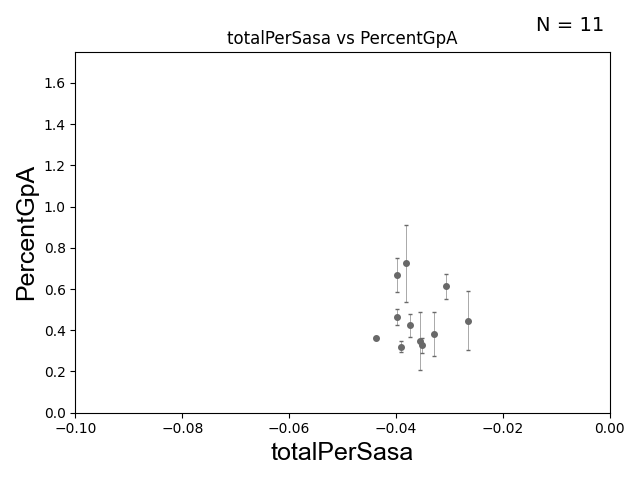 N = 11
totalPerSasa vs PercentGpA
PercentGpA
1.6
1.4
1.2
1.0
0.8
0.6
0.4
0.2
0.0
−0.10 −0.08 −0.06 −0.04 −0.02 0.00
totalPerSasa